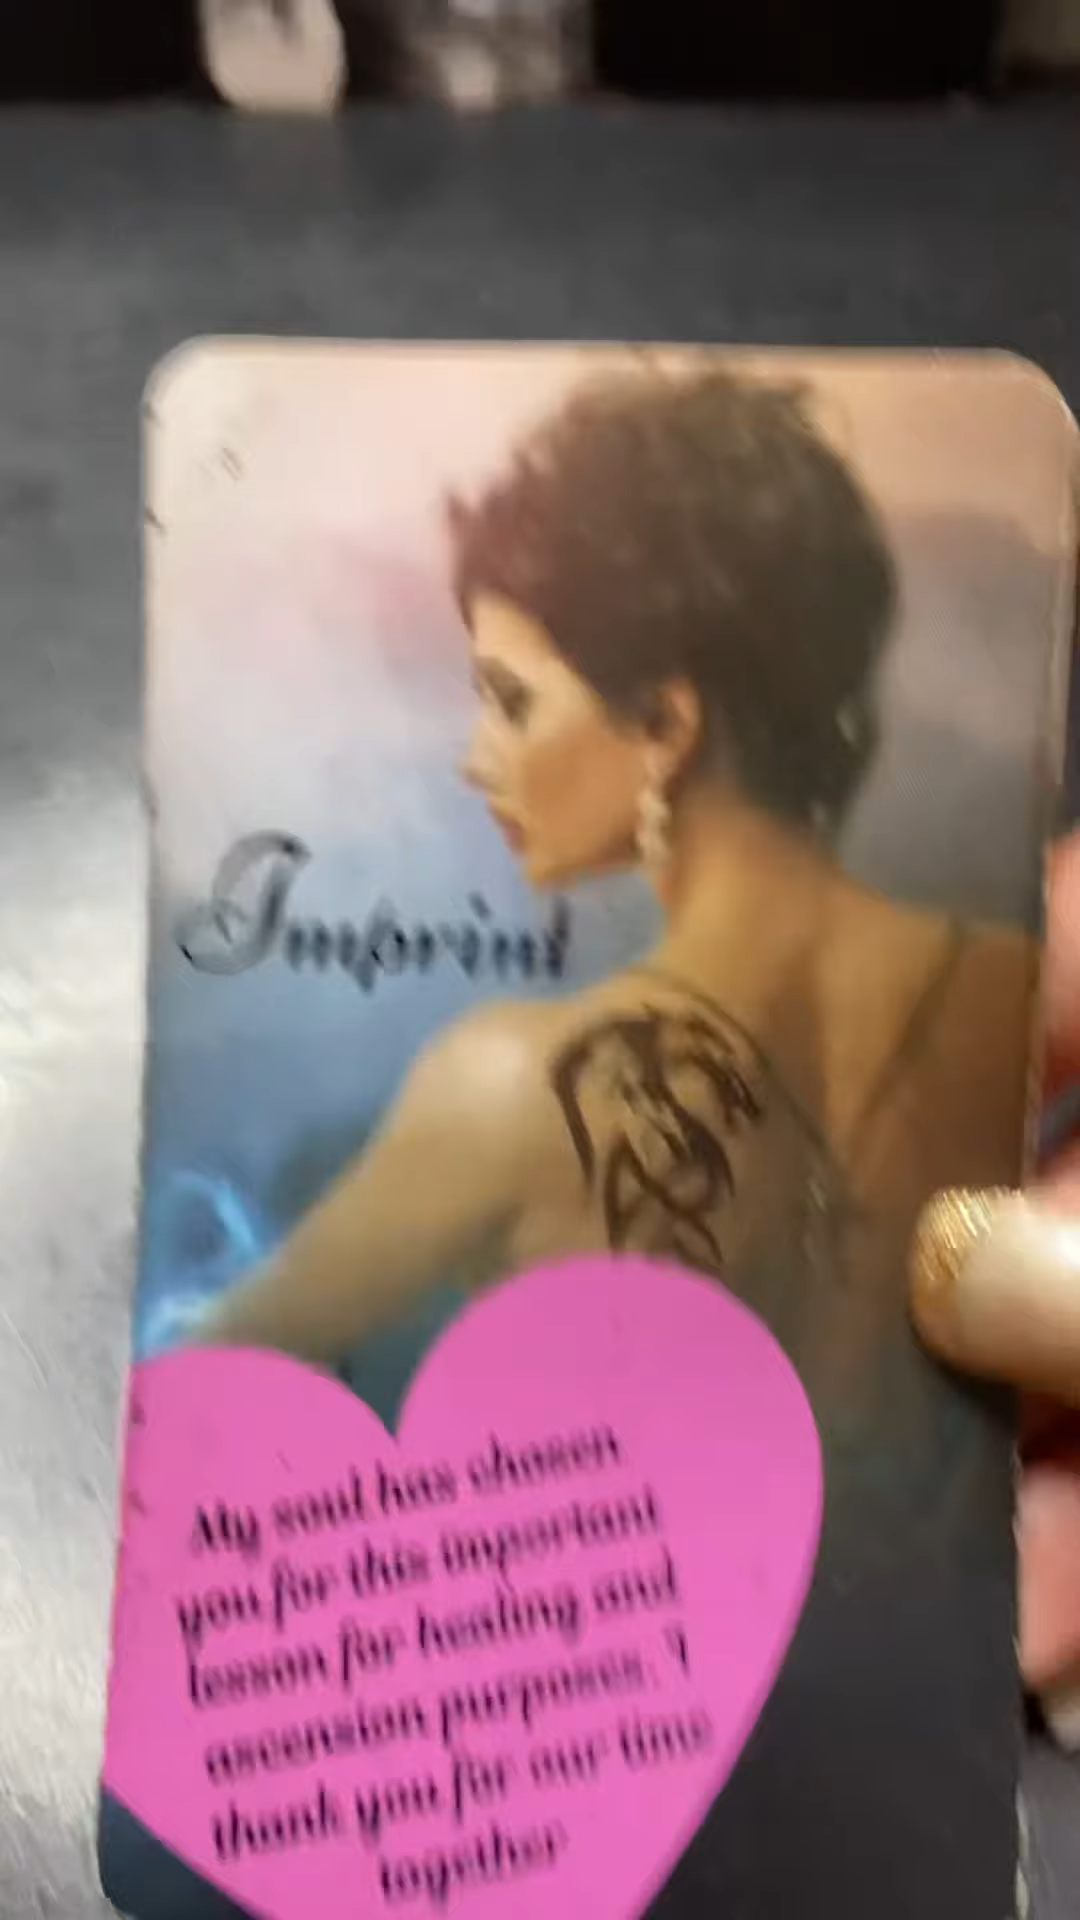 Imprint
My soul has chosen
you for this important
lesson for healing and
ascension purposes. I
thank you for our time
together